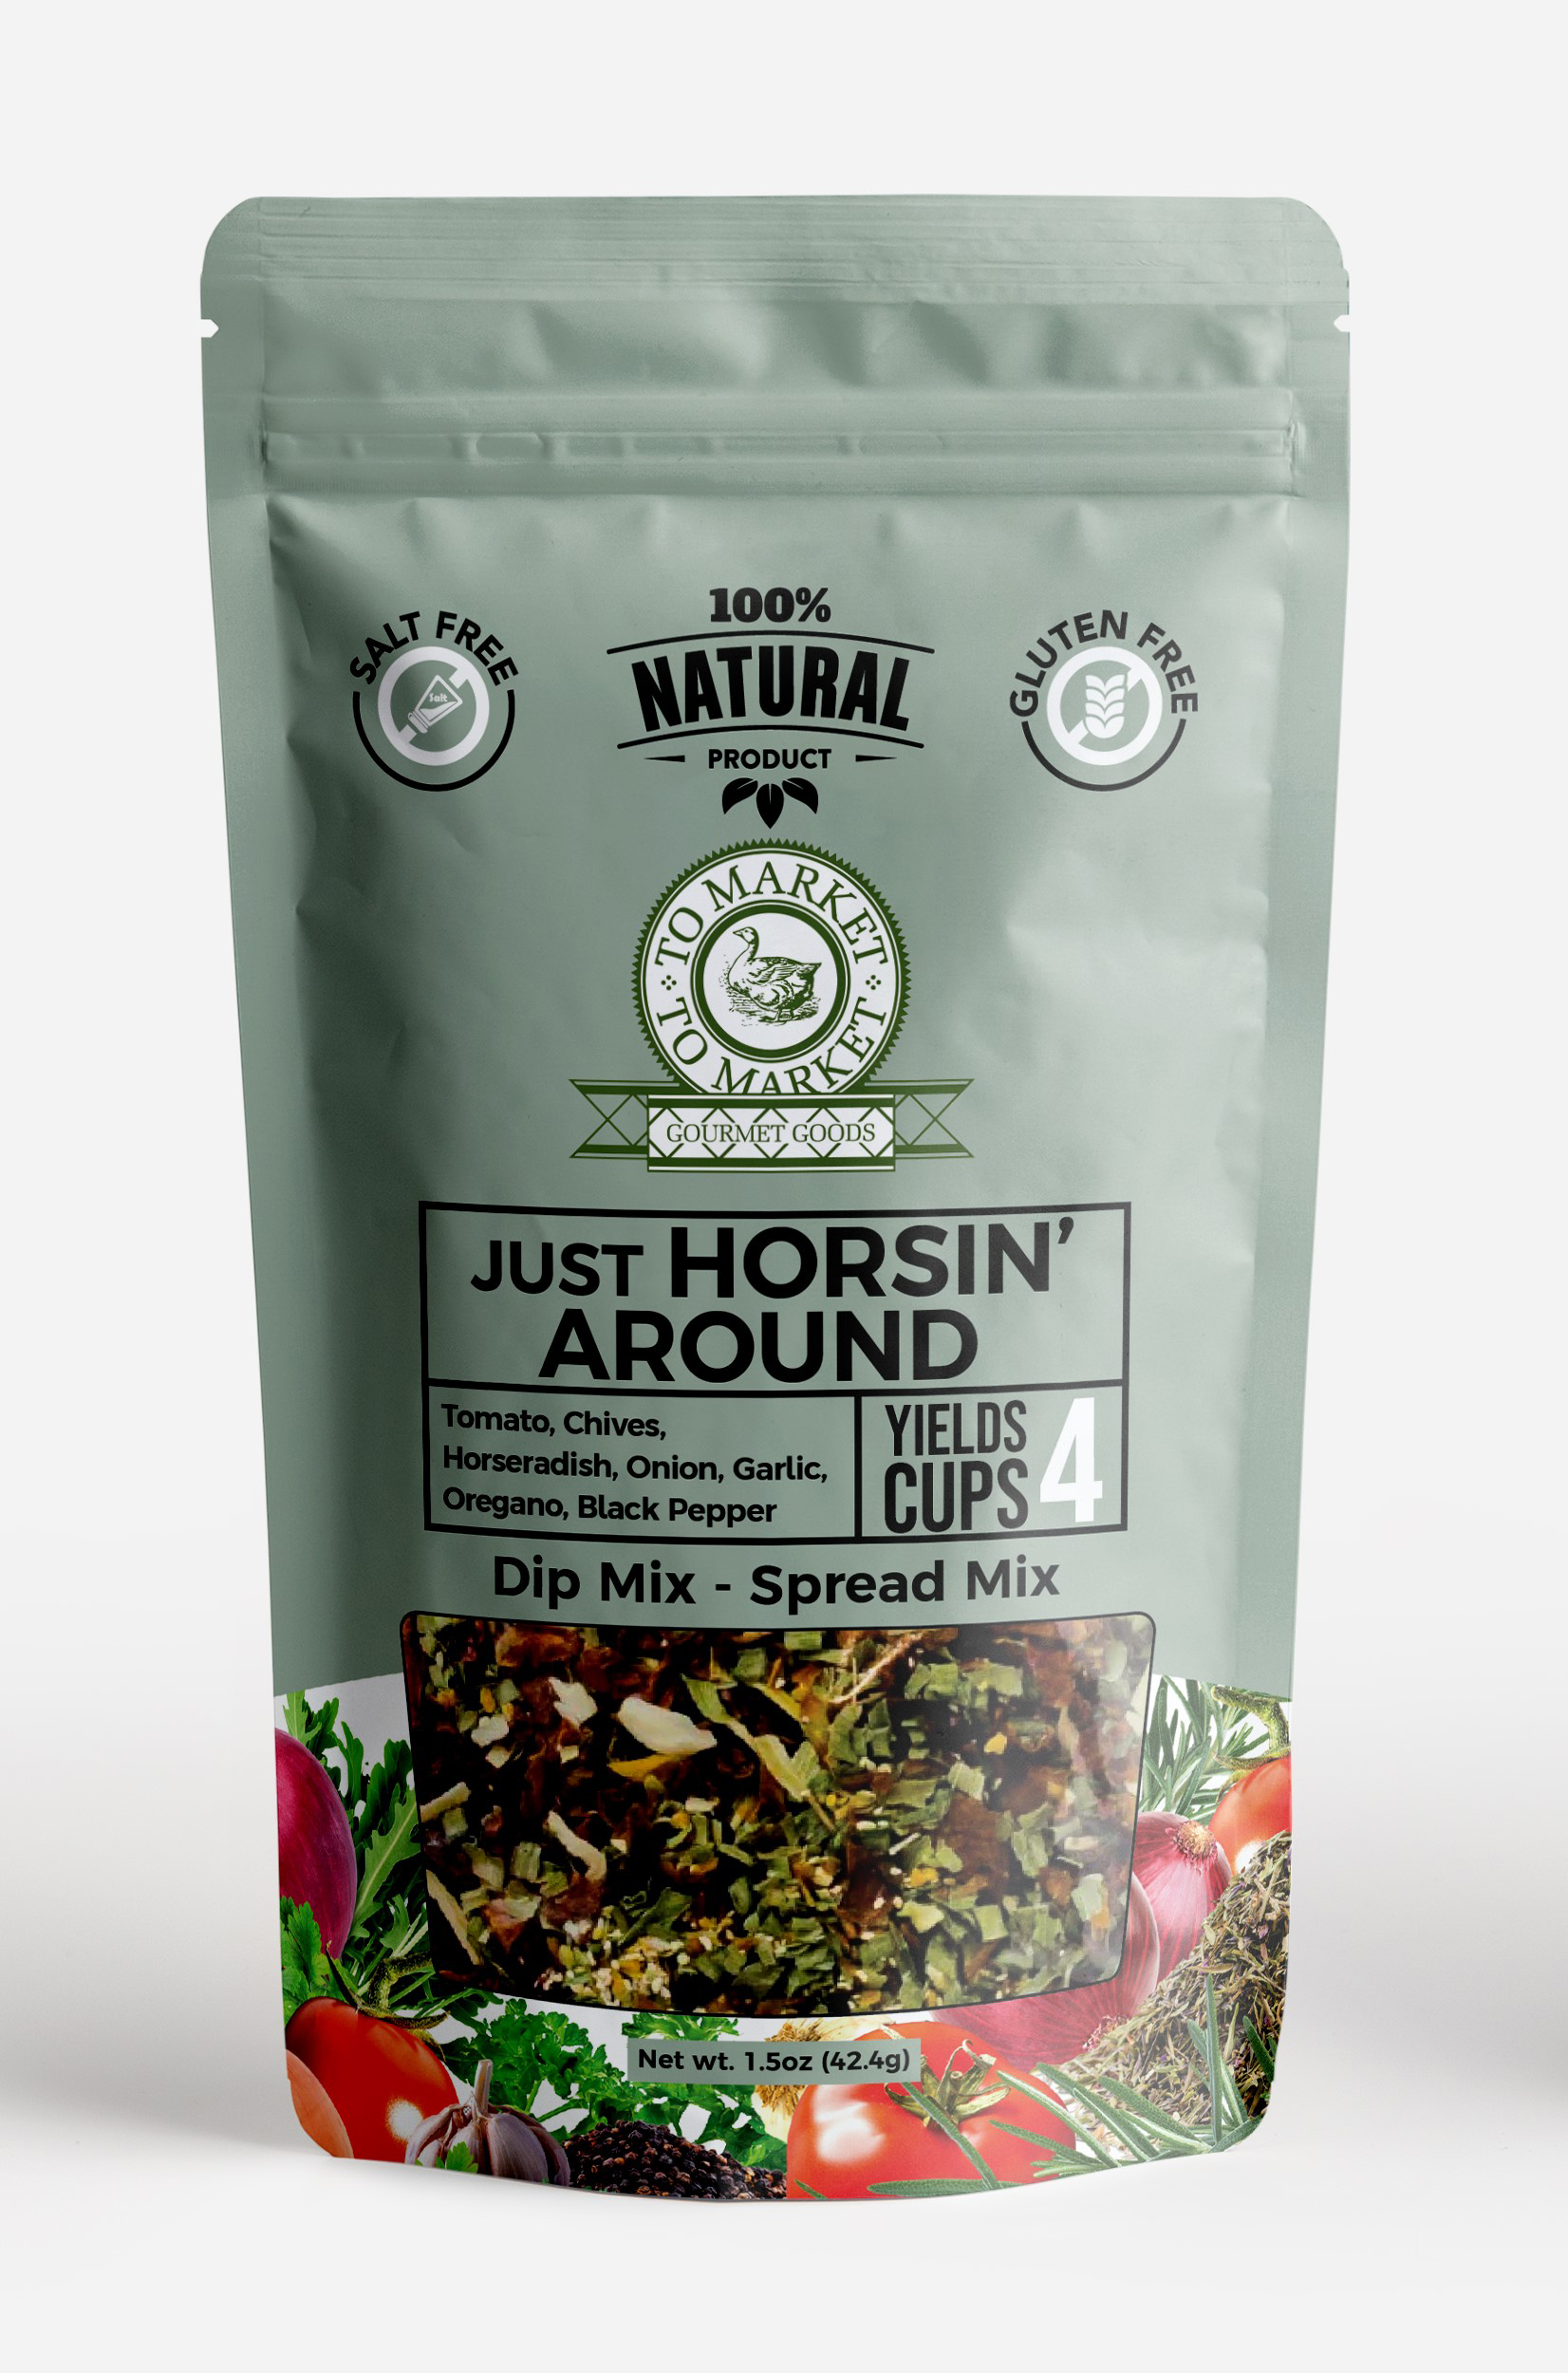 100%
SALT FREE
Salt
NATURAL
GLUTEN FREE
PRODUCT
TO MARKET
TO MARKET
GOURMET GOODS
JUST HORSIN'
AROUND
Tomato, Chives,
Horseradish, Onion, Garlic,
Oregano, Black Pepper
YIELDS
CUPS 4
Dip Mix - Spread Mix
Net wt. 1.5oz (42.4g)